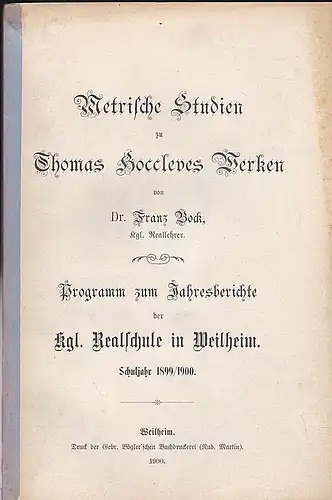 Metrische Studien
zu
Thomas Hoccleves Werken
von
Dr. Franz Bock,
Kgl. Reallehrer.
Programm zum Jahresberichte
der
Kgl. Realschule in Weilheim.
Schuljahr 1899/1900.
Weilheim.
Druck der Gebr. Bögler'schen Buchdruckerei (Rud. Martin).
1900.